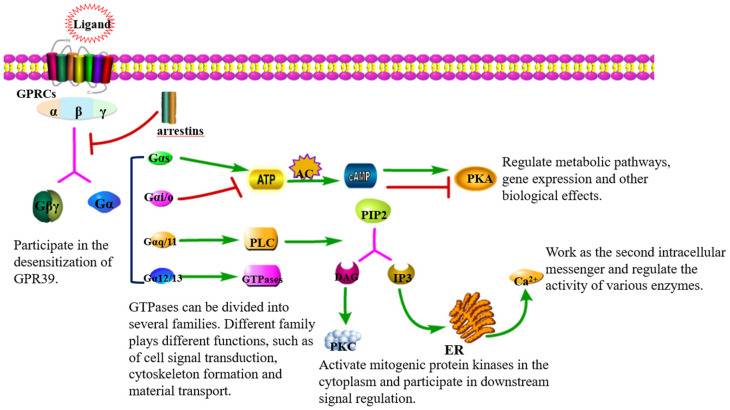 Ligand
GPRCs
α β γ
arrestins
Gαs
ATP
AC
cAMP
PKA
Regulate metabolic pathways,
gene expression and other
biological effects.
Gβγ
Gα
Gαi/o
PIP2
Participate in the
desensitization of
GPR39.
Gαq/11
PLC
Gα12/13
GTPases
DAG
IP3
Ca2+
Work as the second intracellular
messenger and regulate the
activity of various enzymes.
GTPases can be divided into
several families. Different family
plays different functions, such as
of cell signal transduction,
cytoskeleton formation and
material transport.
PKC
ER
Activate mitogenic protein kinases in the
cytoplasm and participate in downstream
signal regulation.